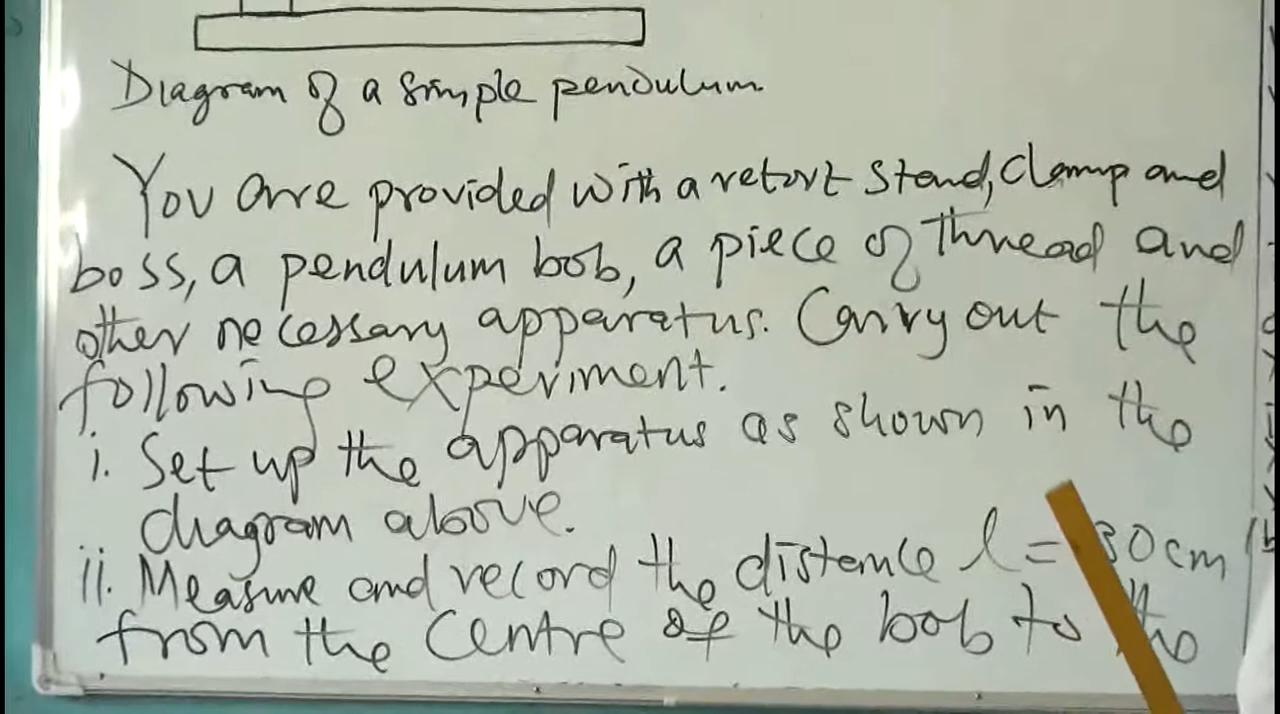 Diagram of a simple pendulum.
You are provided with a retort stand, clamp and
boss, a pendulum bob, a piece of thread and
other necessary apparatus. Carry out the
following experiment.
i. Set up the apparatus as shown in the
diagram above.
ii. Measure and record the distance l = 80cm
from the centre of the bob to the